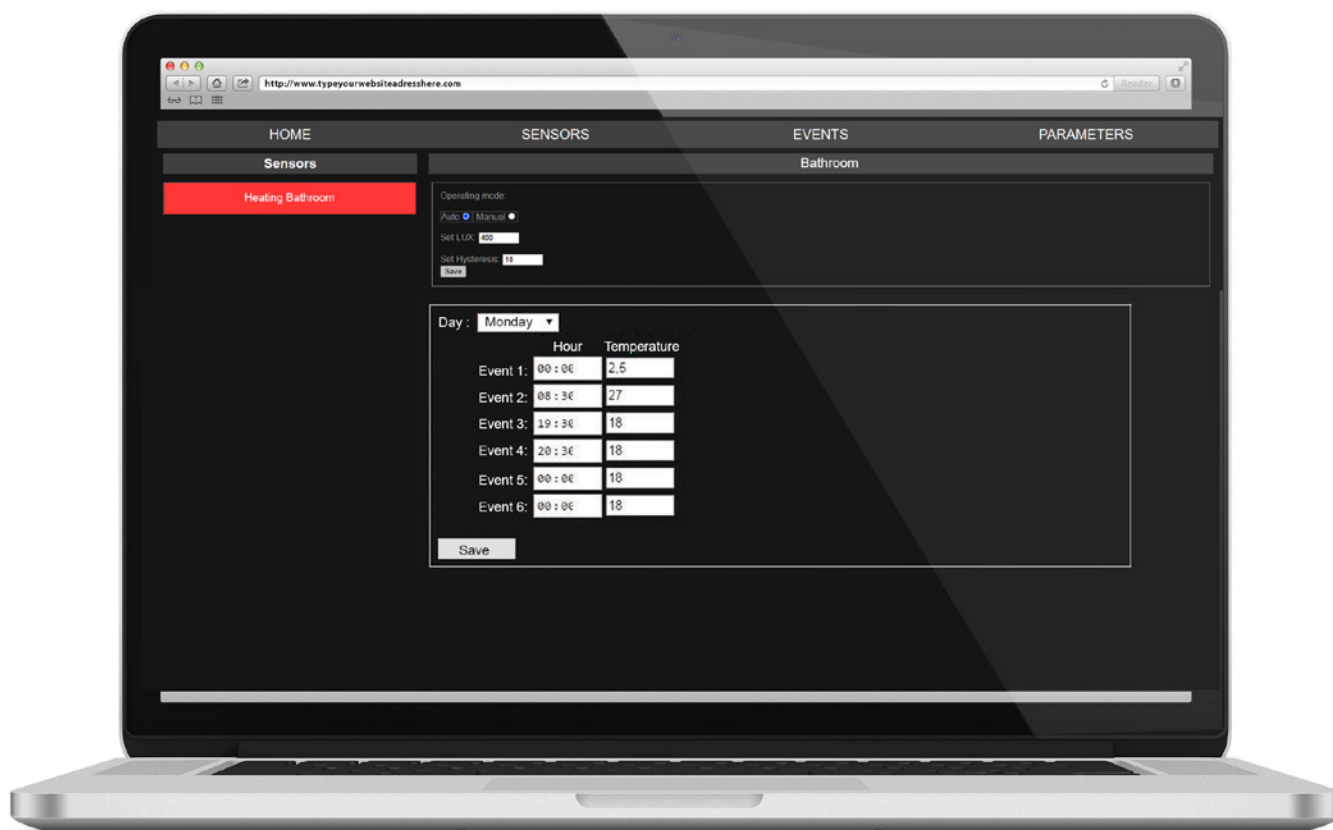 http://www.typeyourwebsiteadresshere.com
Reader
HOME SENSORS EVENTS PARAMETERS
Sensors
Bathroom
Heating Bathroom
Operating mode:
Auto Manual
Set LUX: 400
Set Hysteresis: 10
Save
Day : Monday
Hour Temperature
Event 1: 00:00 2,5
Event 2: 08:30 27
Event 3: 19:30 18
Event 4: 20:30 18
Event 5: 00:00 18
Event 6: 00:00 18
Save